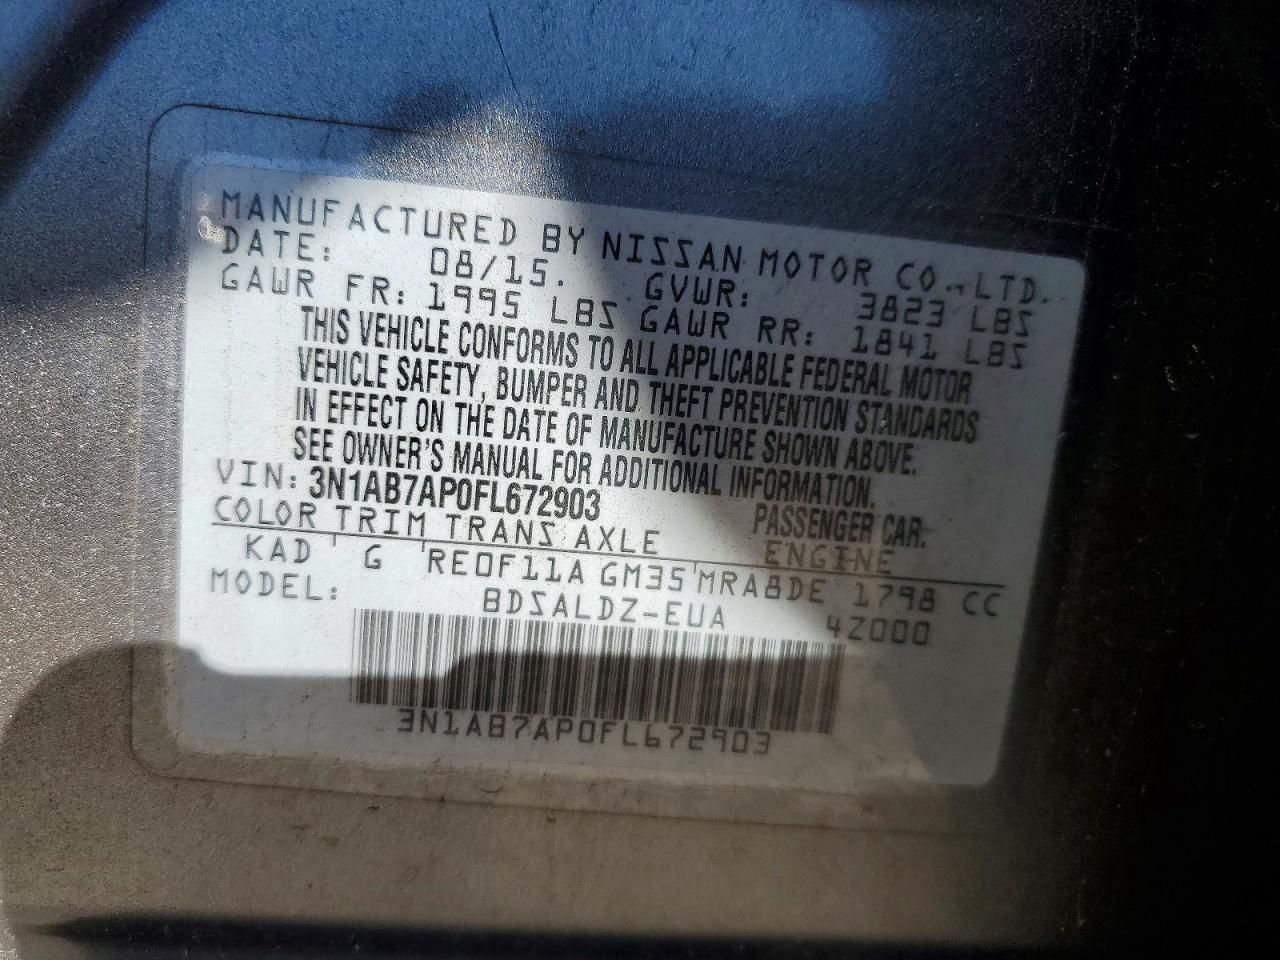 MANUFACTURED BY NISSAN MOTOR CO.,LTD.
DATE: 08/15. GVWR: 3823 LBS
GAWR FR: 1995 LBS GAWR RR: 1841 LBS
THIS VEHICLE CONFORMS TO ALL APPLICABLE FEDERAL MOTOR
VEHICLE SAFETY, BUMPER AND THEFT PREVENTION STANDARDS
IN EFFECT ON THE DATE OF MANUFACTURE SHOWN ABOVE.
SEE OWNER'S MANUAL FOR ADDITIONAL INFORMATION.
VIN: 3N1AB7AP0FL672903 PASSENGER CAR.
COLOR TRIM TRANS AXLE ENGINE
KAD G RE0F11A GM35 MRA8DE 1798 CC
MODEL: BDSALDZ-EUA 4Z000
3N1AB7AP0FL672903